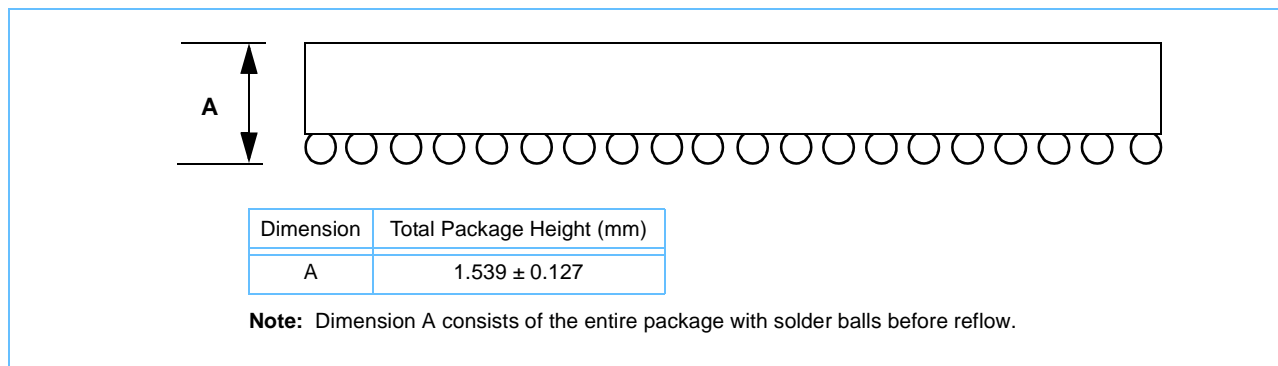 A
Dimension Total Package Height (mm)
A 1.539 ± 0.127
Note: Dimension A consists of the entire package with solder balls before reflow.